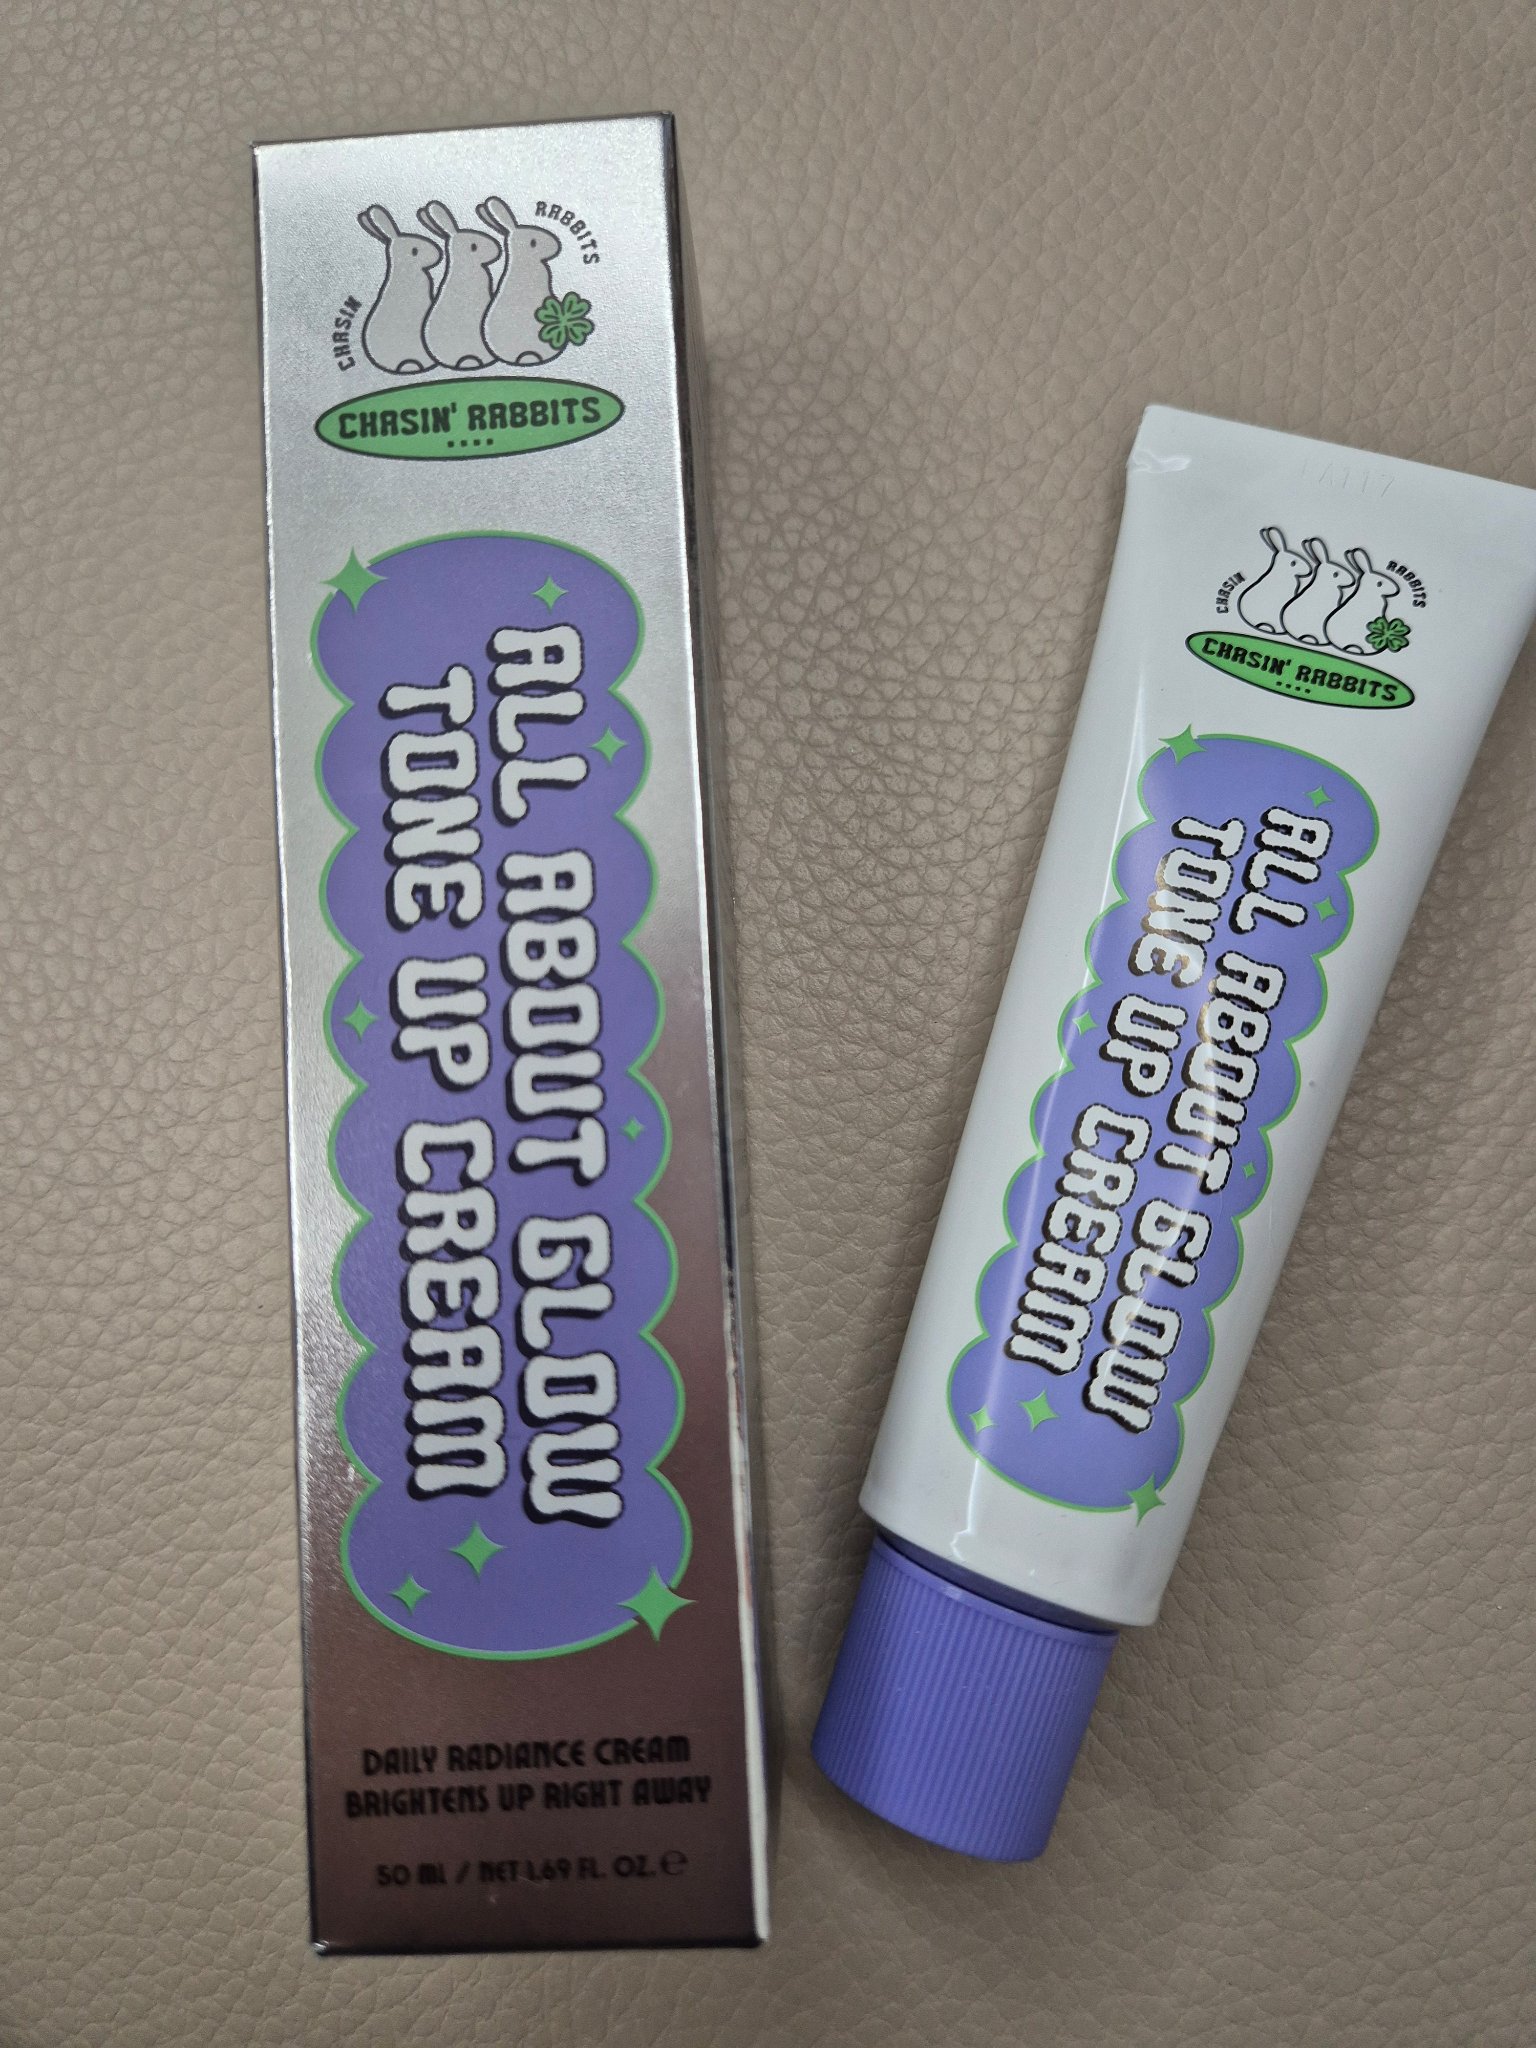 CHASIN
RABBITS
CHASIN' RABBITS
ALL ABOUT GLOW
TONE UP CREAM
DAILY RADIANCE CREAM
BRIGHTENS UP RIGHT AWAY
50 ML / NET 1.69 FL. OZ. ℮
CHASIN
RABBITS
CHASIN' RABBITS
ALL ABOUT GLOW
TONE UP CREAM